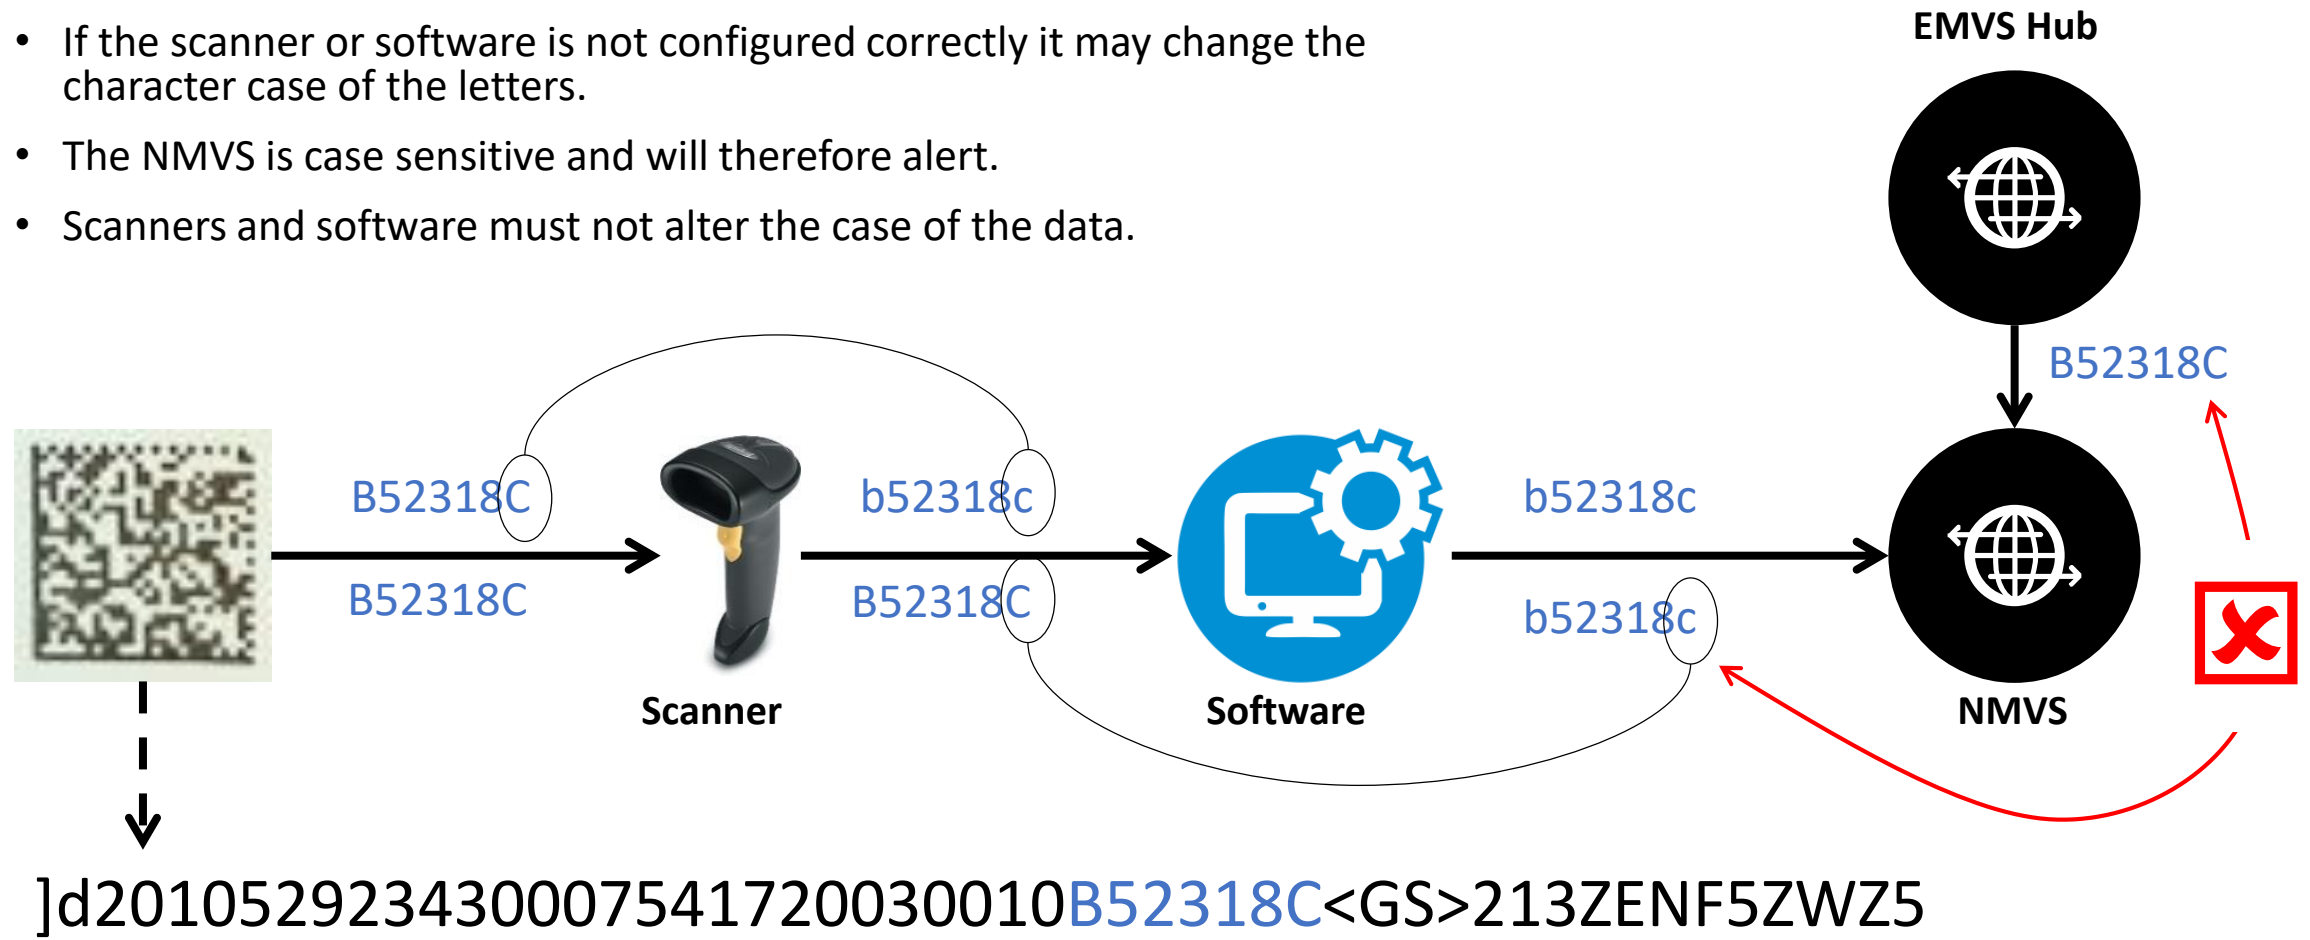 EMVS Hub
• If the scanner or software is not configured correctly it may change the
character case of the letters.
• The NMVS is case sensitive and will therefore alert.
• Scanners and software must not alter the case of the data.
B52318C
B52318C
b52318c
b52318c
B52318C
B52318C
b52318c
Scanner
Software
NMVS
]d201052923430007541720030010B52318C<GS>213ZENF5ZWZ5